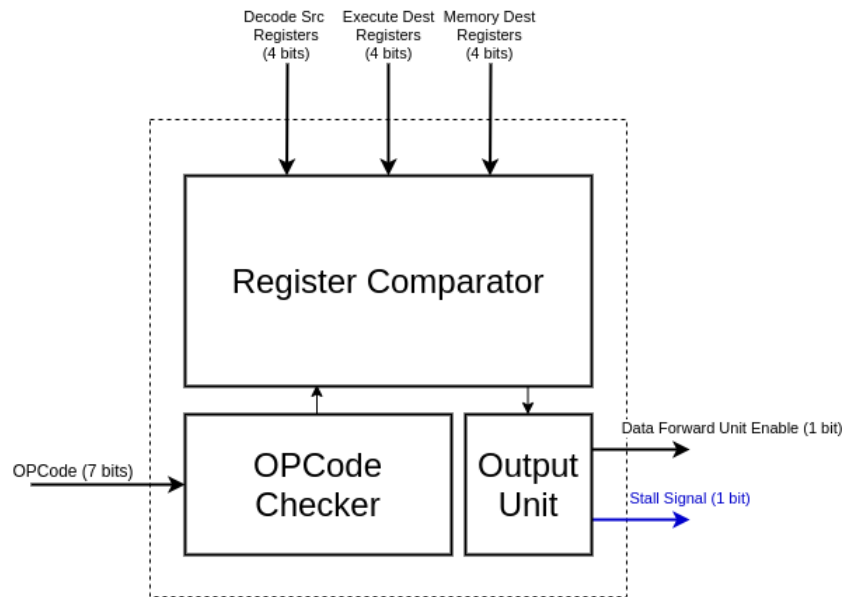 Decode Src
Registers
(4 bits)
Execute Dest
Registers
(4 bits)
Memory Dest
Registers
(4 bits)
Register Comparator
OPCode (7 bits)
OPCode
Checker
Output
Unit
Data Forward Unit Enable (1 bit)
Stall Signal (1 bit)